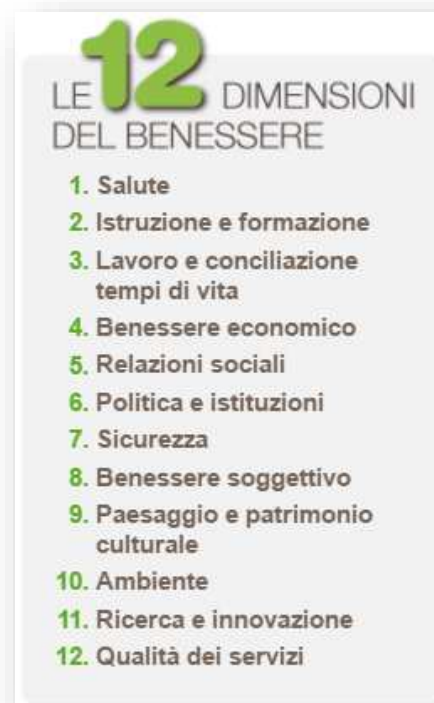 LE 12 DIMENSIONI
DEL BENESSERE
1. Salute
2. Istruzione e formazione
3. Lavoro e conciliazione
tempi di vita
4. Benessere economico
5. Relazioni sociali
6. Politica e istituzioni
7. Sicurezza
8. Benessere soggettivo
9. Paesaggio e patrimonio
culturale
10. Ambiente
11. Ricerca e innovazione
12. Qualità dei servizi